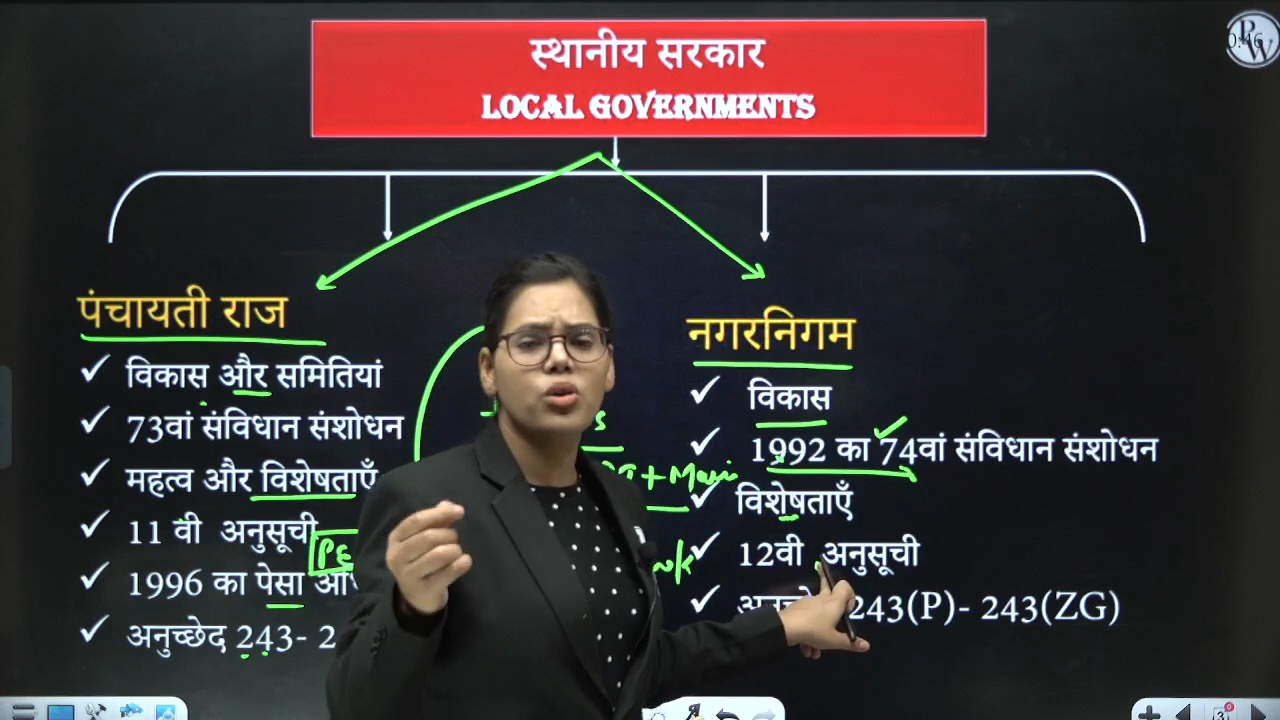 स्थानीय सरकार
LOCAL GOVERNMENTS
PW
पंचायती राज
विकास और समितियां
73वां संविधान संशोधन
महत्व और विशेषताएँ
11 वी अनुसूची
1996 का पेसा
अनुच्छेद 243- 2
नगरनिगम
विकास
1992 का 74वां संविधान संशोधन
विशेषताएँ
12वी अनुसूची
243(P)- 243(ZG)